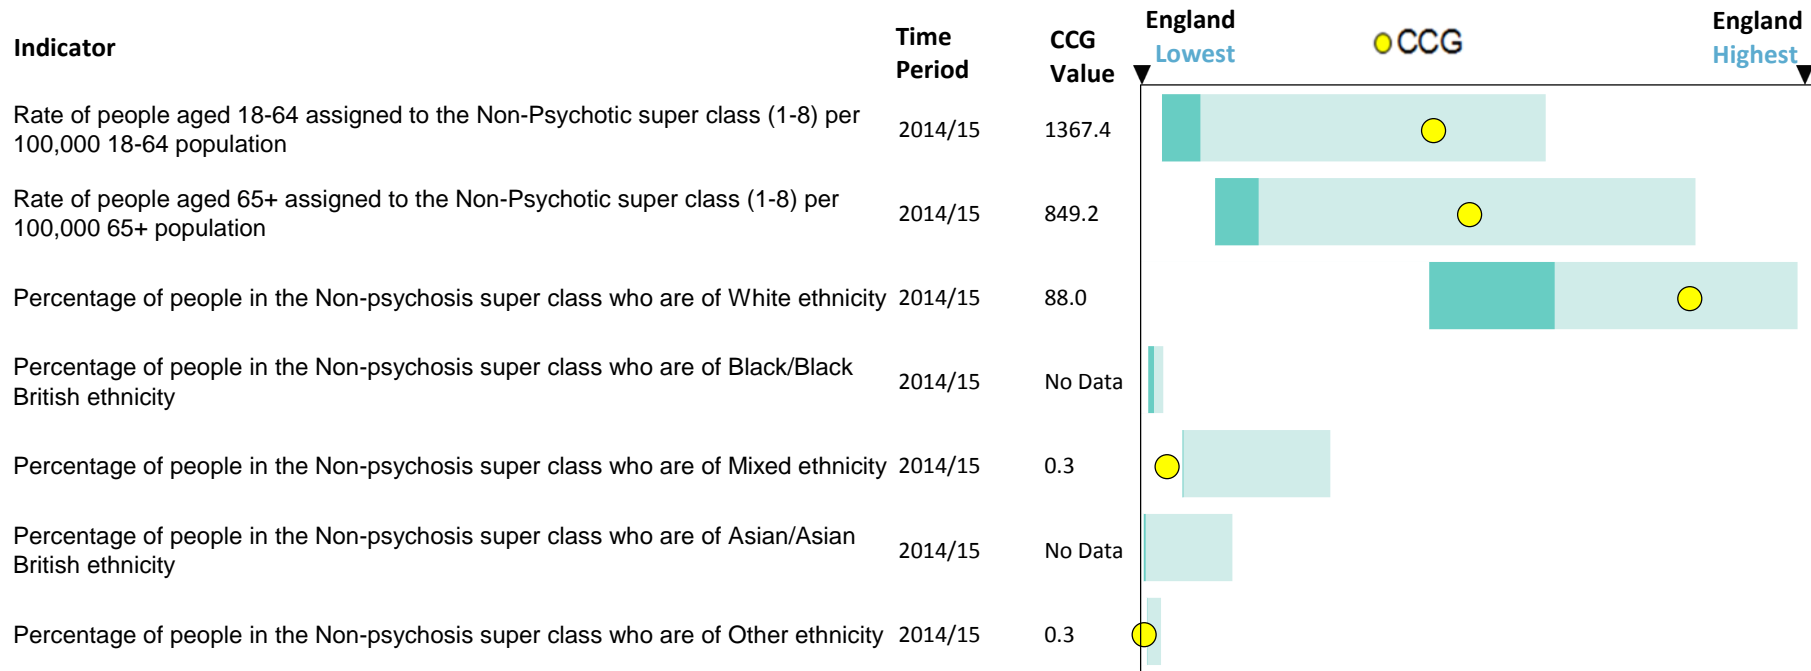 Indicator
Time
Period
CCG
Value
England
Lowest
CCG
England
Highest
Rate of people aged 18-64 assigned to the Non-Psychotic super class (1-8) per
100,000 18-64 population
2014/15
1367.4
Rate of people aged 65+ assigned to the Non-Psychotic super class (1-8) per
100,000 65+ population
2014/15
849.2
Percentage of people in the Non-psychosis super class who are of White ethnicity
2014/15
88.0
Percentage of people in the Non-psychosis super class who are of Black/Black
British ethnicity
2014/15
No Data
Percentage of people in the Non-psychosis super class who are of Mixed ethnicity
2014/15
0.3
Percentage of people in the Non-psychosis super class who are of Asian/Asian
British ethnicity
2014/15
No Data
Percentage of people in the Non-psychosis super class who are of Other ethnicity
2014/15
0.3